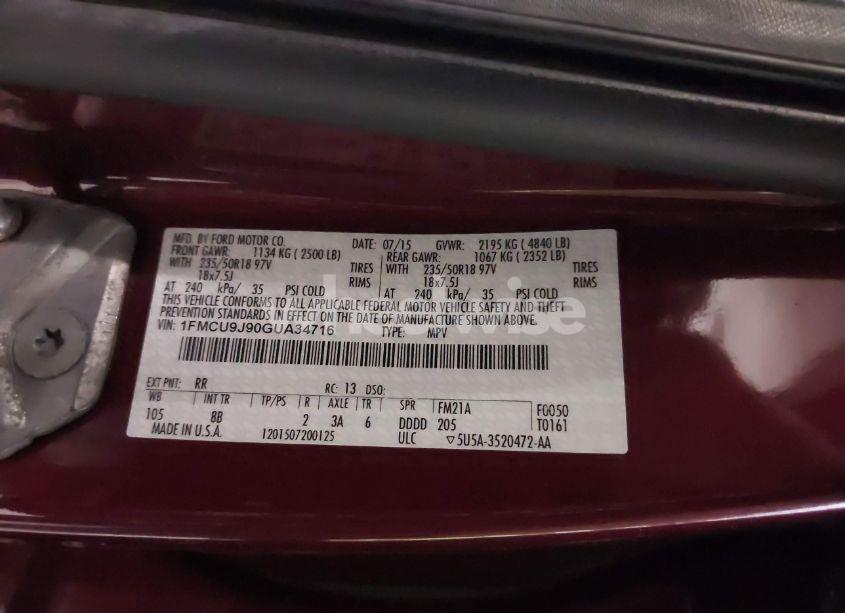 MFD. BY FORD MOTOR CO. DATE: 07/15 GVWR: 2195 KG ( 4840 LB)
FRONT GAWR: 1134 KG ( 2500 LB) REAR GAWR: 1067 KG ( 2352 LB)
WITH 235/50R18 97V TIRES WITH 235/50R18 97V TIRES
18x7.5J RIMS 18x7.5J RIMS
AT 240 kPa/ 35 PSI COLD AT 240 kPa/ 35 PSI COLD
THIS VEHICLE CONFORMS TO ALL APPLICABLE FEDERAL MOTOR VEHICLE SAFETY AND THEFT
PREVENTION STANDARDS IN EFFECT ON THE DATE OF MANUFACTURE SHOWN ABOVE.
VIN: 1FMCU9J90GUA34716 TYPE: MPV
EXT PNT: RR RC: 13 DSO:
WB INT TR TP/PS R AXLE TR SPR FM21A F0050
105 8B 2 3A 6 DDDD 205 T0161
MADE IN U.S.A. 1201507200125 ULC ▽5U5A-3520472-AA